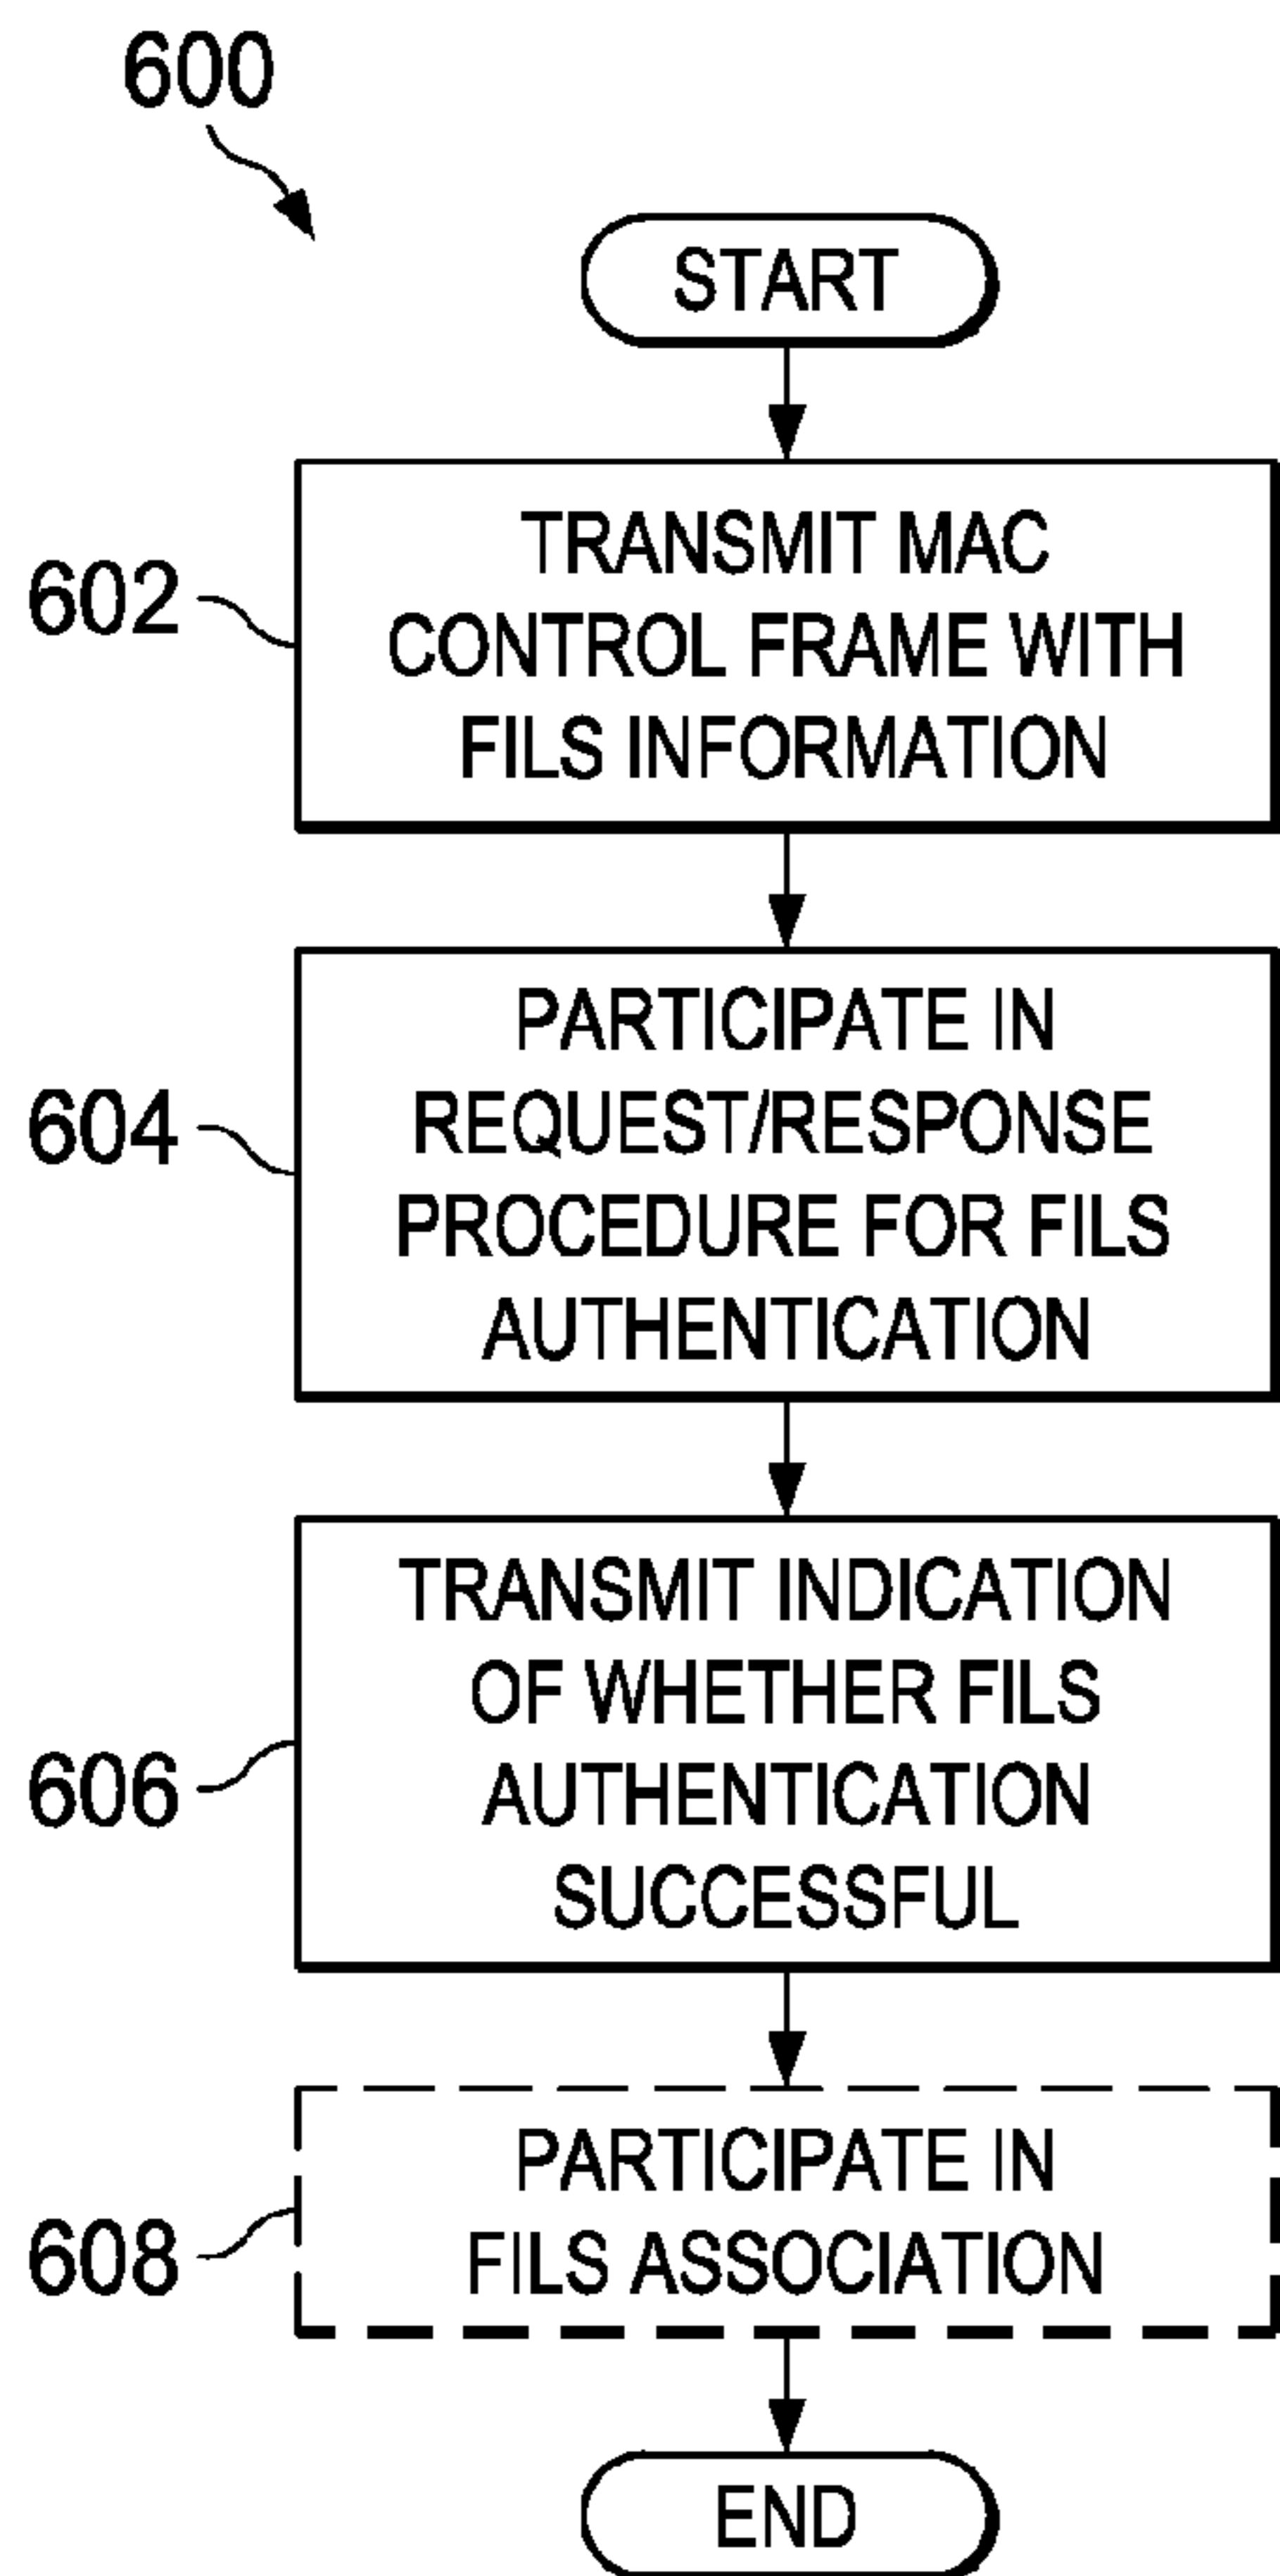 600
START
602
TRANSMIT MAC
CONTROL FRAME WITH
FILS INFORMATION
604
PARTICIPATE IN
REQUEST/RESPONSE
PROCEDURE FOR FILS
AUTHENTICATION
606
TRANSMIT INDICATION
OF WHETHER FILS
AUTHENTICATION
SUCCESSFUL
608
PARTICIPATE IN
FILS ASSOCIATION
END